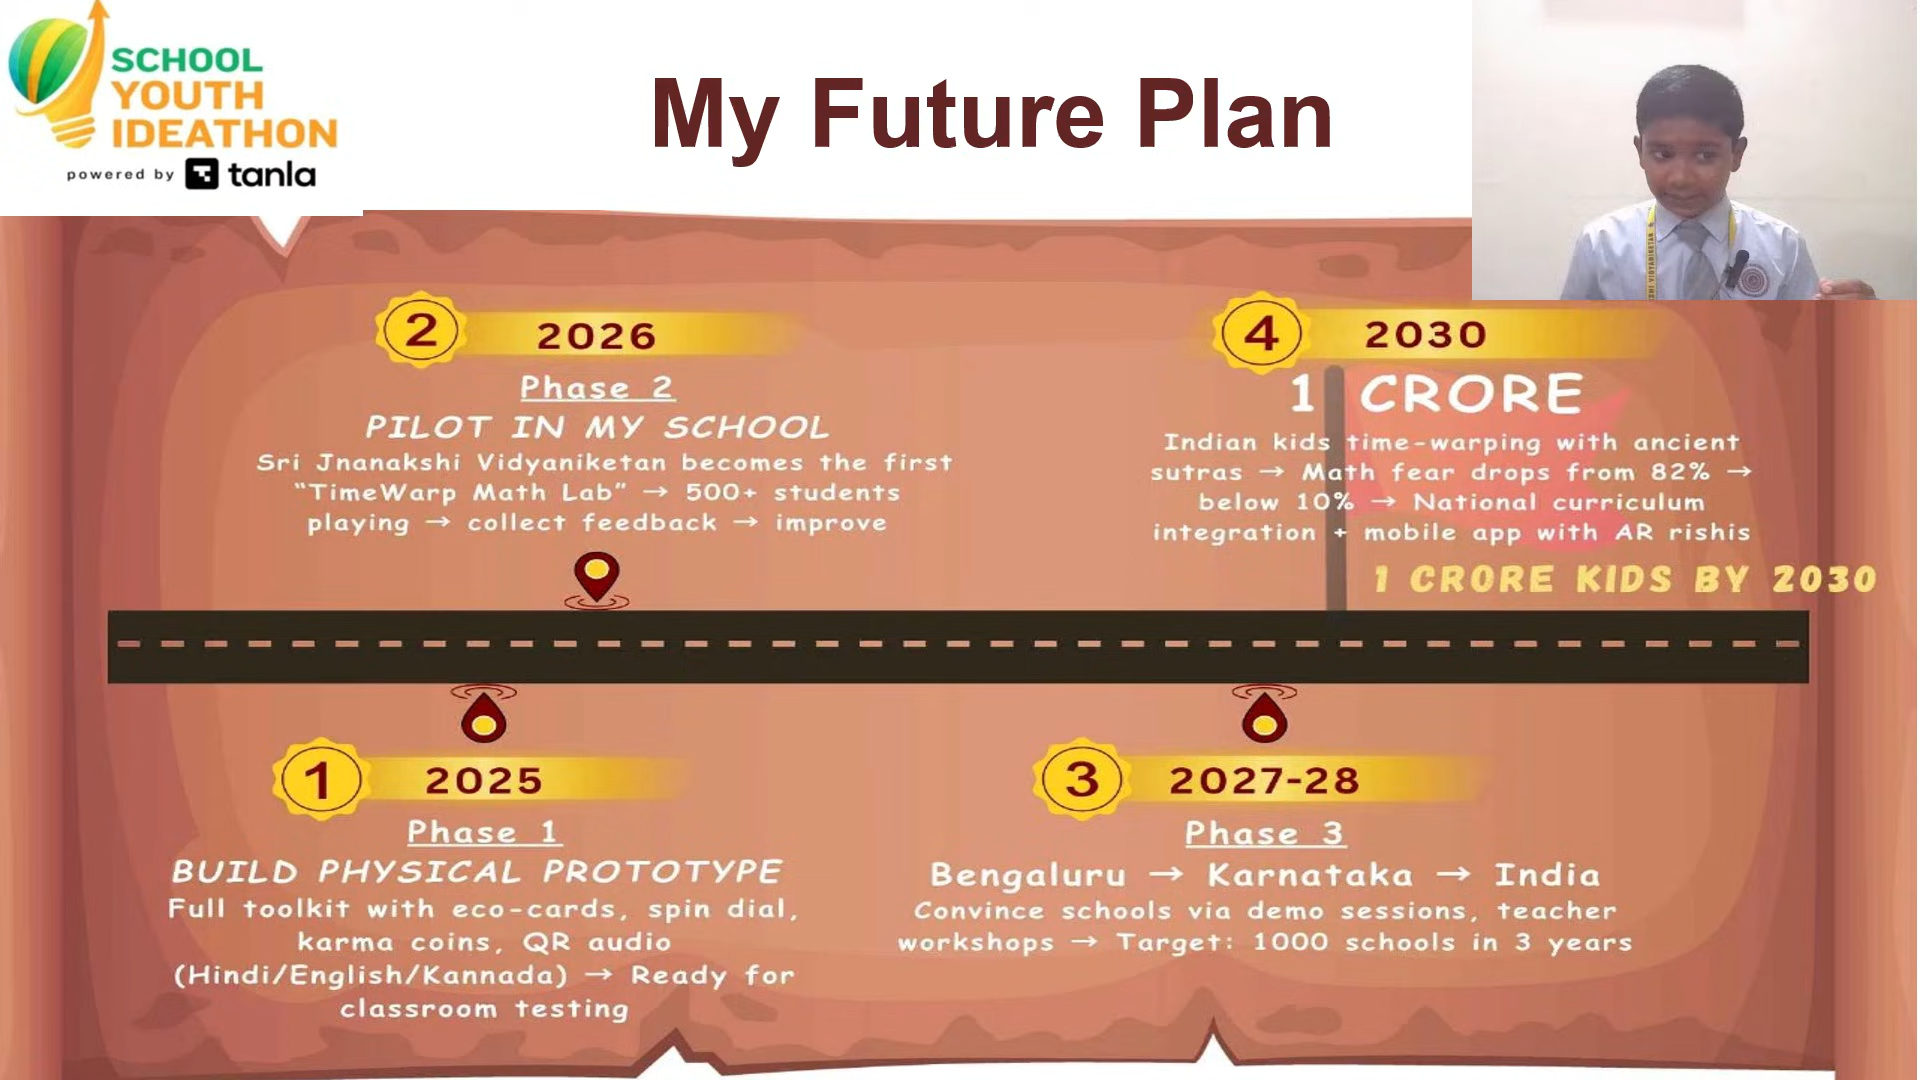 SCHOOL
YOUTH
IDEATHON
powered by tanla
My Future Plan
2 2026
Phase 2
PILOT IN MY SCHOOL
Sri Jnanakshi Vidyaniketan becomes the first
"TimeWarp Math Lab" → 500+ students
playing → collect feedback → improve
4 2030
1 CRORE
Indian kids time-warping with ancient
sutras → Math fear drops from 82% →
below 10% → National curriculum
integration + mobile app with AR rishis
1 CRORE KIDS BY 2030
1 2025
Phase 1
BUILD PHYSICAL PROTOTYPE
Full toolkit with eco-cards, spin dial,
karma coins, QR audio
(Hindi/English/Kannada) → Ready for
classroom testing
3 2027-28
Phase 3
Bengaluru → Karnataka → India
Convince schools via demo sessions, teacher
workshops → Target: 1000 schools in 3 years